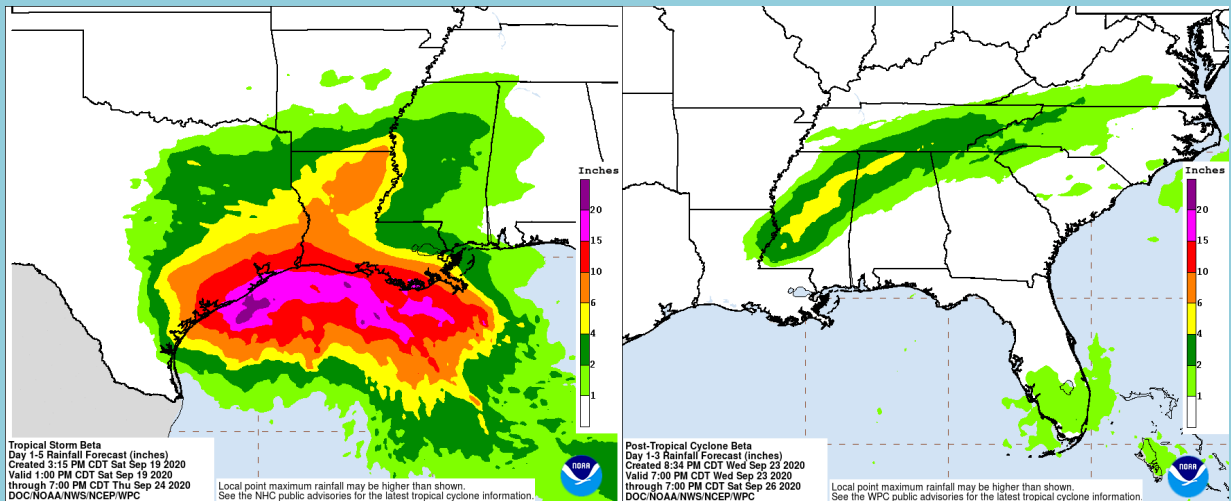 Inches
20
15
10
6
4
2
1
Tropical Storm Beta
Day 1-5 Rainfall Forecast (inches)
Created 3:15 PM CDT Sat Sep 19 2020
Valid 1:00 PM CDT Sat Sep 19 2020
through 7:00 PM CDT Thu Sep 24 2020
DOC/NOAA/NWS/NCEP/WPC
Local point maximum rainfall may be higher than shown.
See the NHC public advisories for the latest tropical cyclone information.
NOAA
Inches
20
15
10
6
4
2
1
Post-Tropical Cyclone Beta
Day 1-3 Rainfall Forecast (inches)
Created 8:34 PM CDT Wed Sep 23 2020
Valid 7:00 PM CDT Wed Sep 23 2020
through 7:00 PM CDT Sat Sep 26 2020
DOC/NOAA/NWS/NCEP/WPC
Local point maximum rainfall may be higher than shown.
See the WPC public advisories for the latest tropical cyclone information.
NOAA